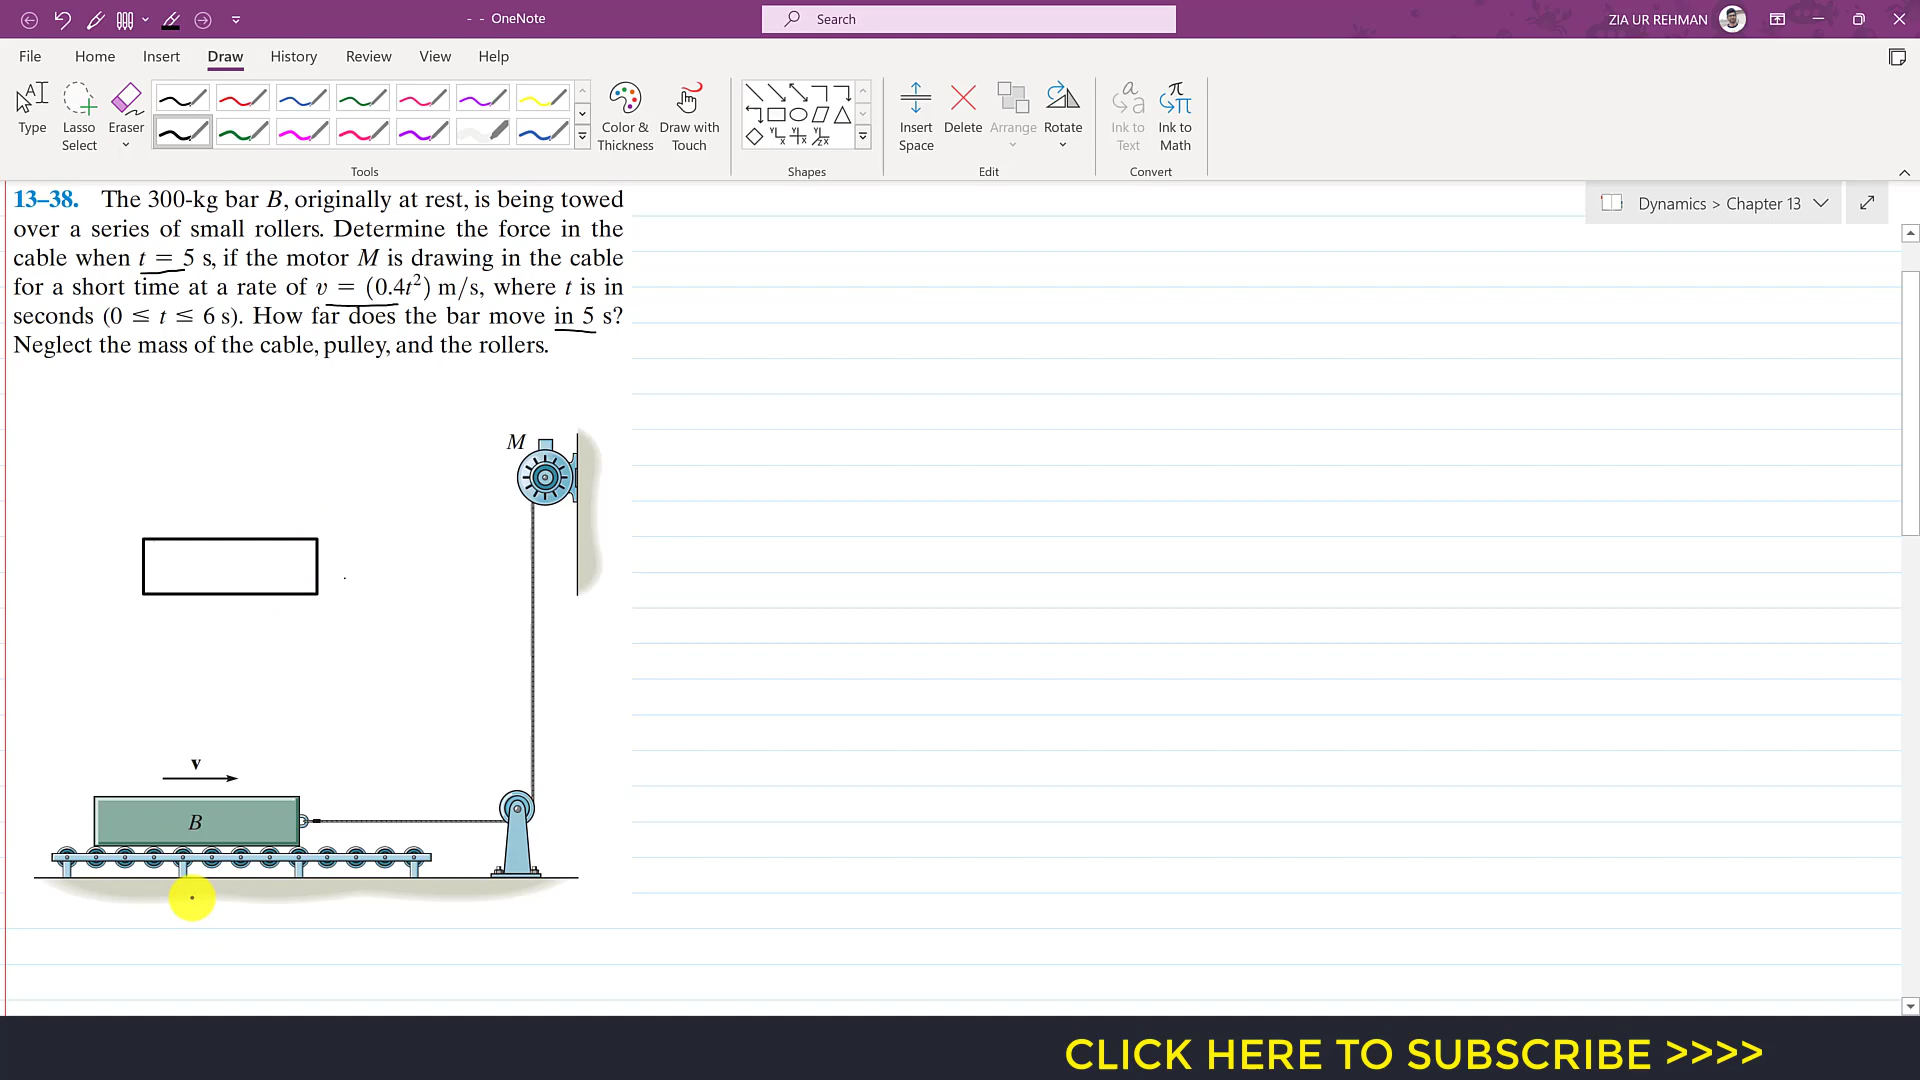 - - OneNote
Search
ZIA UR REHMAN
File Home Insert Draw History Review View Help
Type
Lasso Select
Eraser
Color & Thickness
Draw with Touch
Insert Space
Delete
Arrange
Rotate
Ink to Text
Ink to Math
Tools
Shapes
Edit
Convert
Dynamics > Chapter 13
13–38. The 300-kg bar B, originally at rest, is being towed
over a series of small rollers. Determine the force in the
cable when t = 5 s, if the motor M is drawing in the cable
for a short time at a rate of v = (0.4t²) m/s, where t is in
seconds (0 ≤ t ≤ 6 s). How far does the bar move in 5 s?
Neglect the mass of the cable, pulley, and the rollers.
M
v
B
CLICK HERE TO SUBSCRIBE >>>>